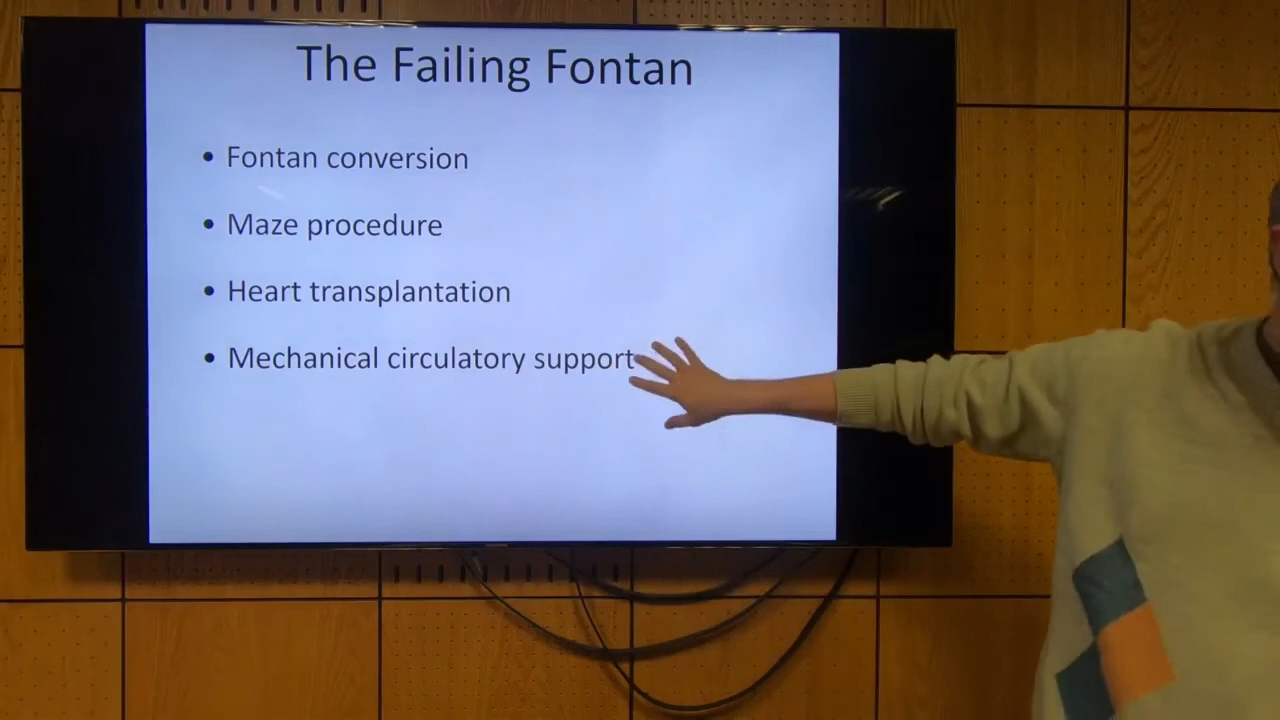 The Failing Fontan
• Fontan conversion
• Maze procedure
• Heart transplantation
• Mechanical circulatory support